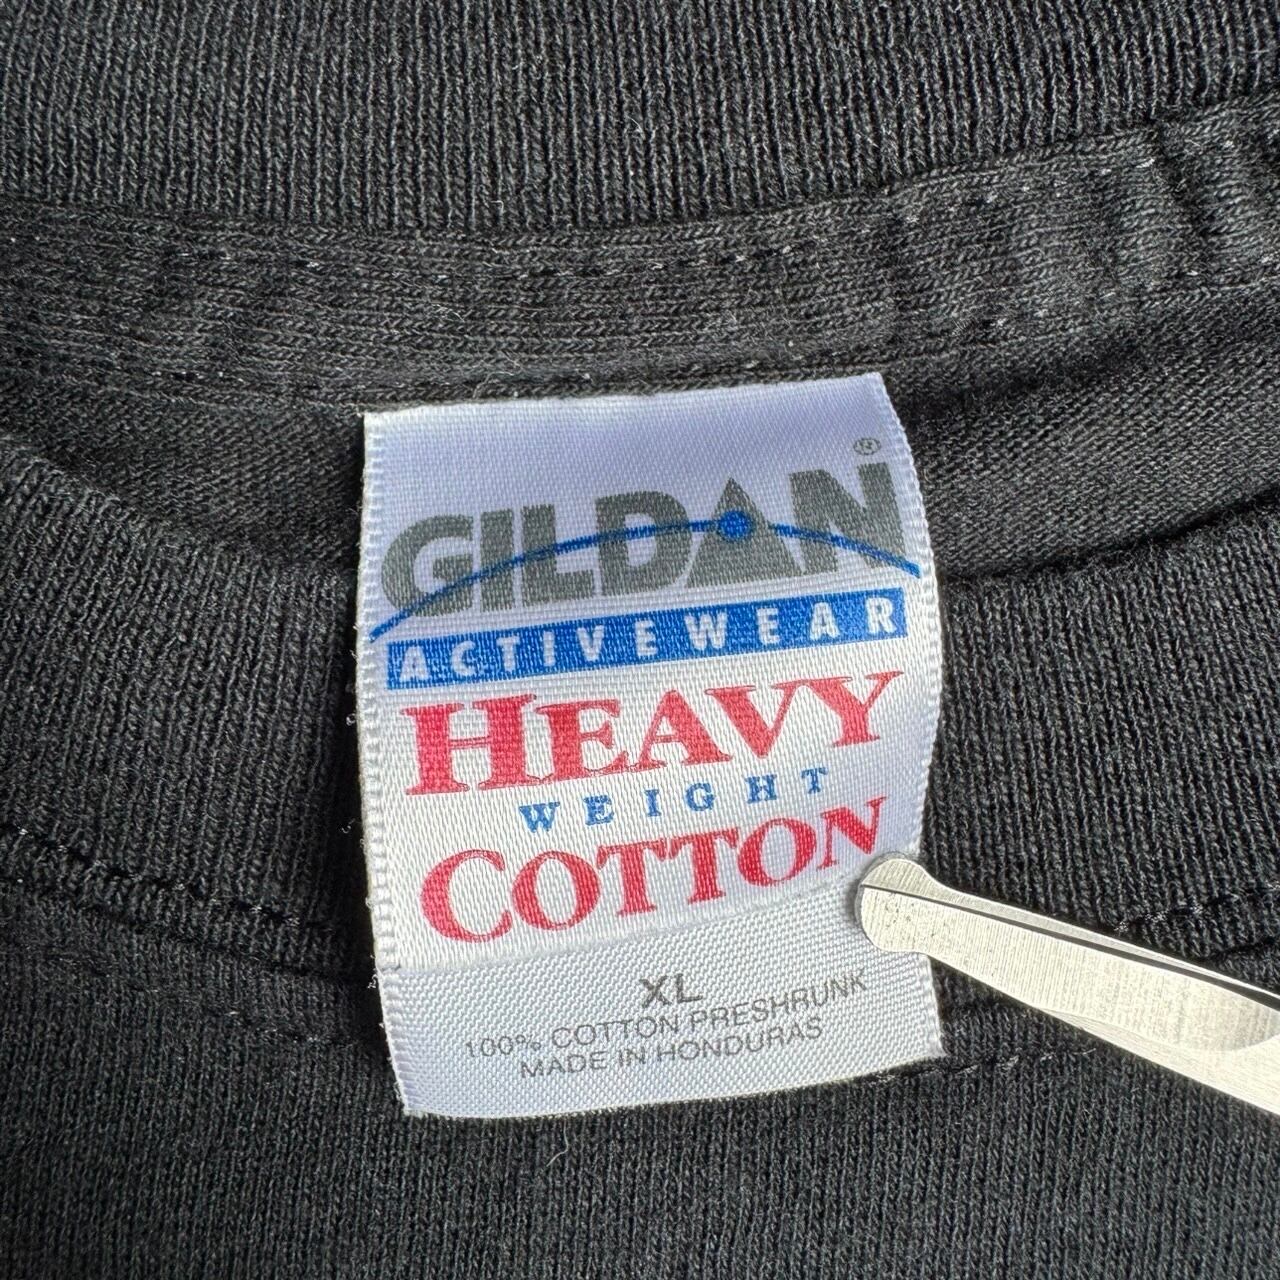 GILDAN®
ACTIVEWEAR
HEAVY
WEIGHT
COTTON
XL
100% COTTON PRESHRUNK
MADE IN HONDURAS